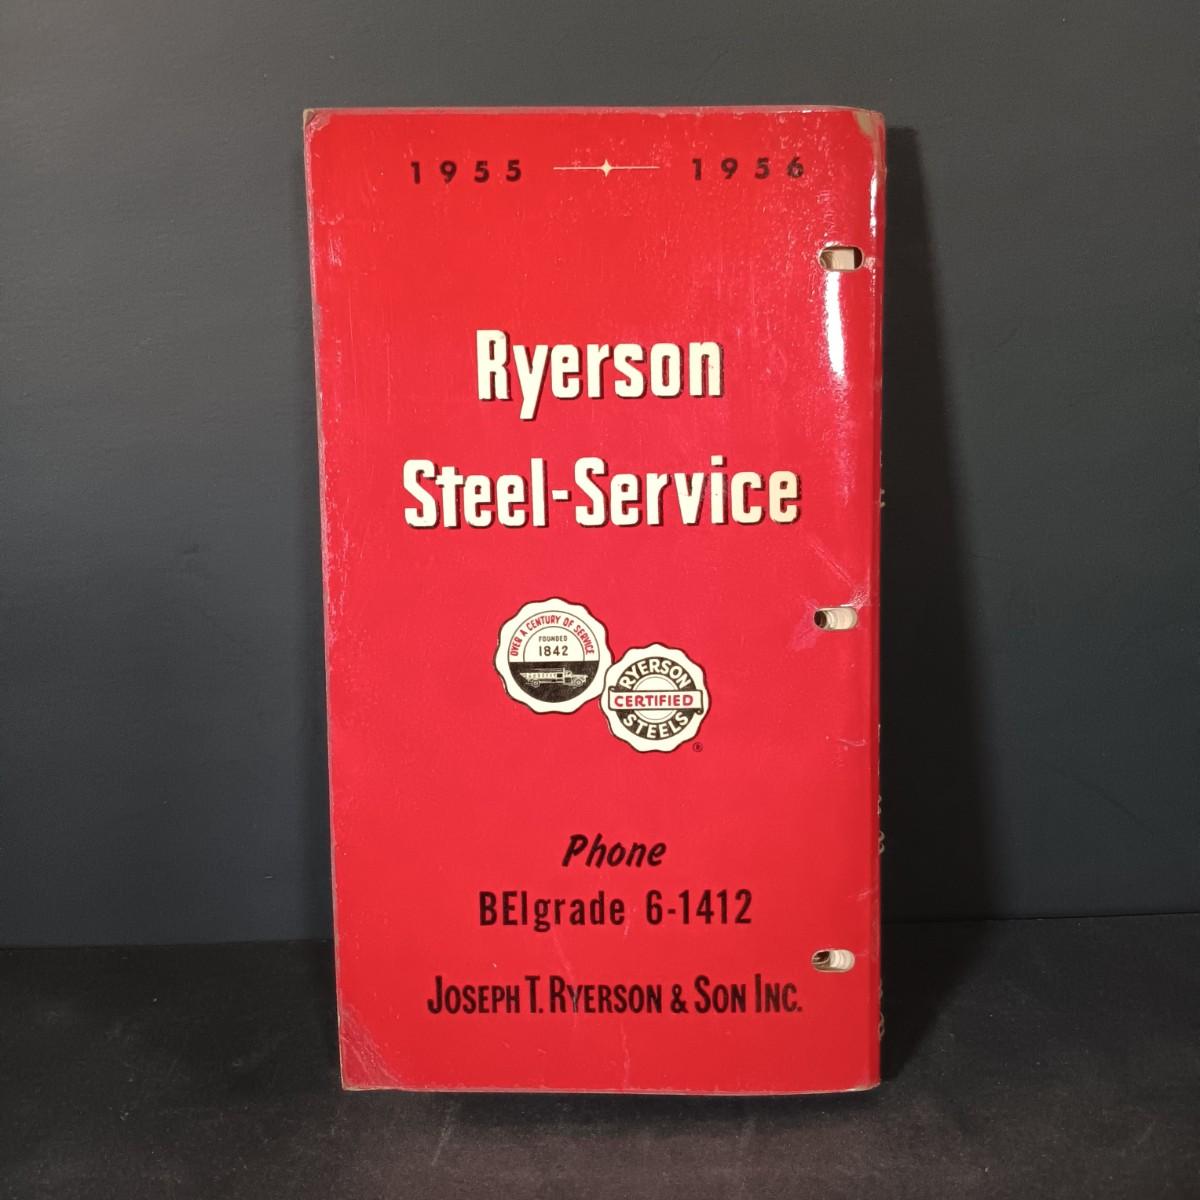 1955 1956
Ryerson
Steel-Service
OVER A CENTURY OF SERVICE
FOUNDED
1842
RYERSON
CERTIFIED
STEELS
®
Phone
BElgrade 6-1412
JOSEPH T. RYERSON & SON INC.